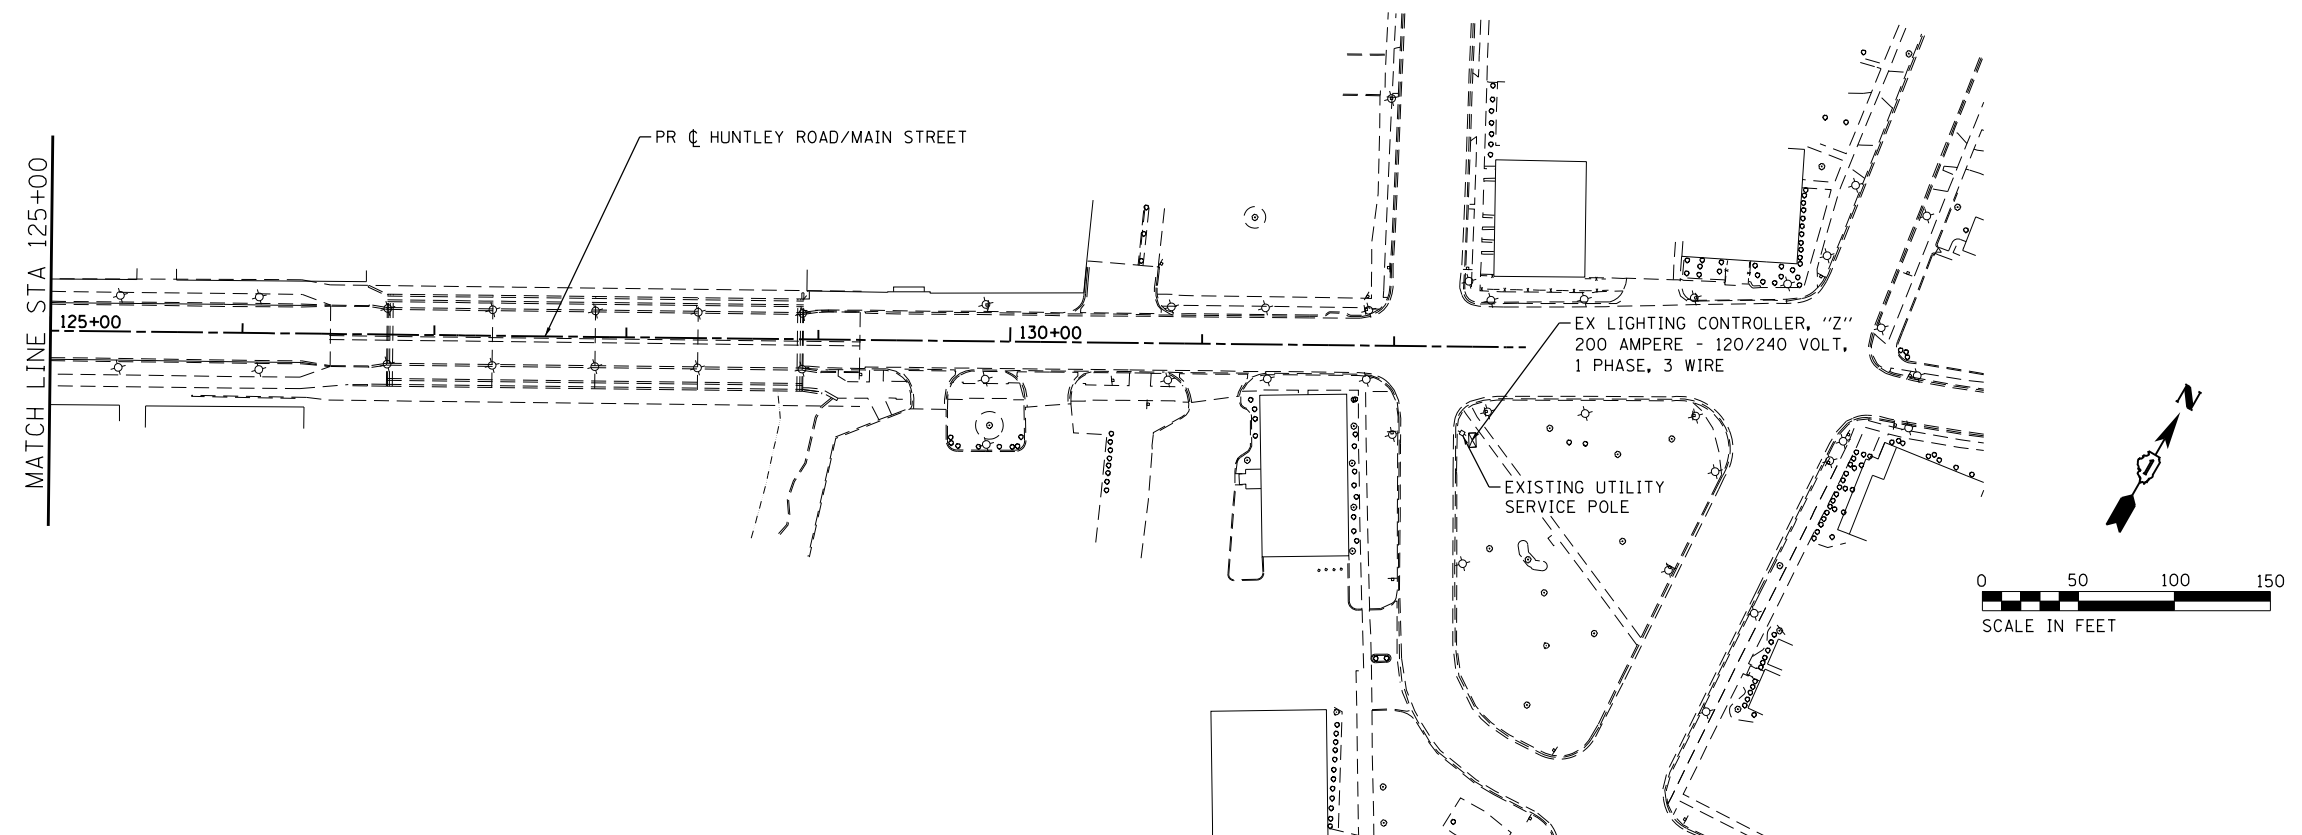 PR ℄ HUNTLEY ROAD/MAIN STREET
MATCH LINE STA 125+00
125+00
130+00
EX LIGHTING CONTROLLER, "Z"
200 AMPERE - 120/240 VOLT,
1 PHASE, 3 WIRE
EXISTING UTILITY
SERVICE POLE
N
0 50 100 150
SCALE IN FEET